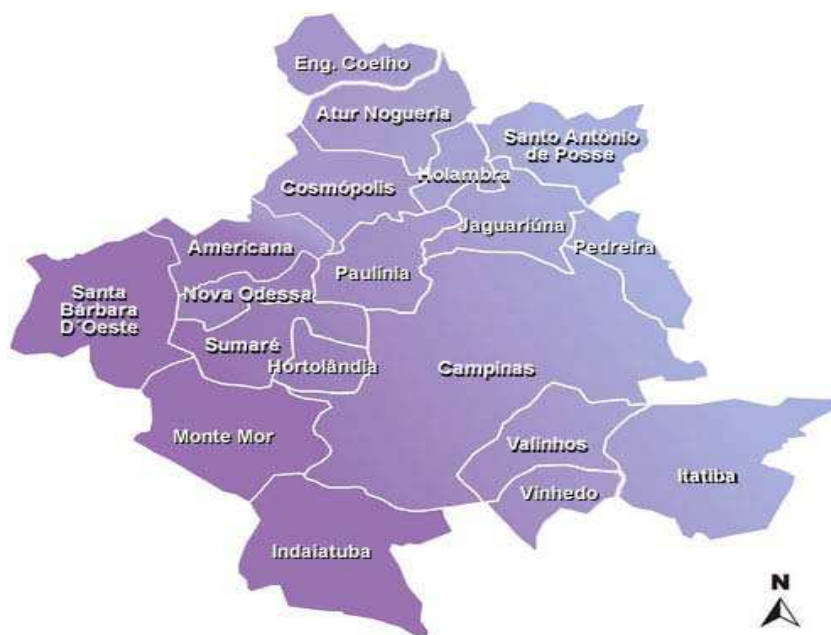 Eng. Coelho
Atur Nogueria
Santo Antônio
de Posse
Holambra
Cosmópolis
Jaguariúna
Americana
Pedreira
Paulinia
Santa
Bárbara
D´Oeste
Nova Odessa
Sumaré
Hortolândia
Campinas
Monte Mor
Valinhos
Itatiba
Vinhedo
Indaiatuba
N